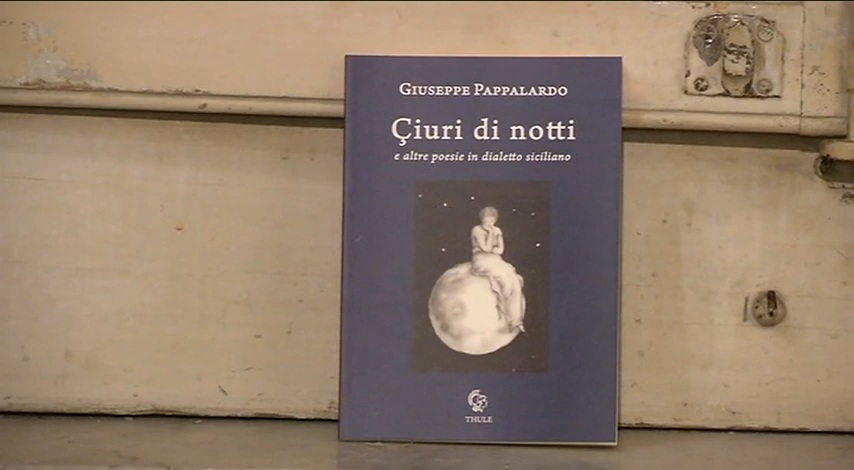 GIUSEPPE PAPPALARDO
Çiuri di notti
e altre poesie in dialetto siciliano
THULE